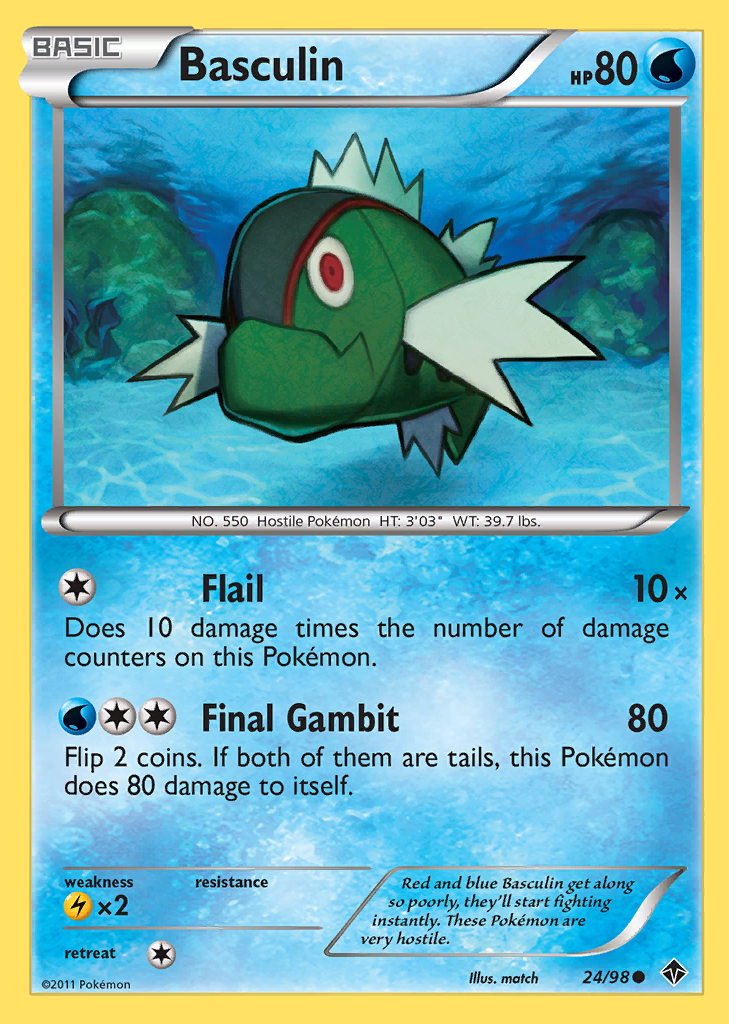 BASIC
Basculin
HP80
NO. 550 Hostile Pokémon HT: 3'03" WT: 39.7 lbs.
Flail 10×
Does 10 damage times the number of damage
counters on this Pokémon.
Final Gambit 80
Flip 2 coins. If both of them are tails, this Pokémon
does 80 damage to itself.
weakness resistance
×2
retreat
Red and blue Basculin get along
so poorly, they'll start fighting
instantly. These Pokémon are
very hostile.
©2011 Pokémon
Illus. match 24/98